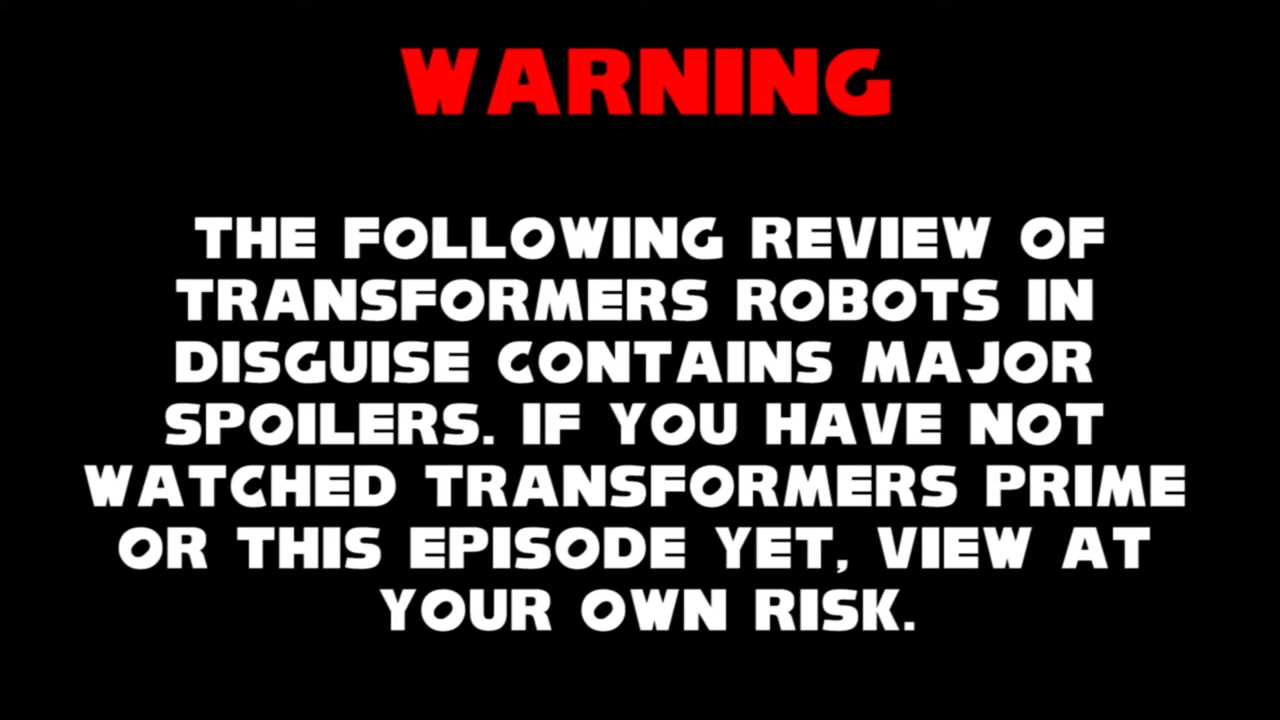 WARNING
THE FOLLOWING REVIEW OF
TRANSFORMERS ROBOTS IN
DISGUISE CONTAINS MAJOR
SPOILERS. IF YOU HAVE NOT
WATCHED TRANSFORMERS PRIME
OR THIS EPISODE YET, VIEW AT
YOUR OWN RISK.